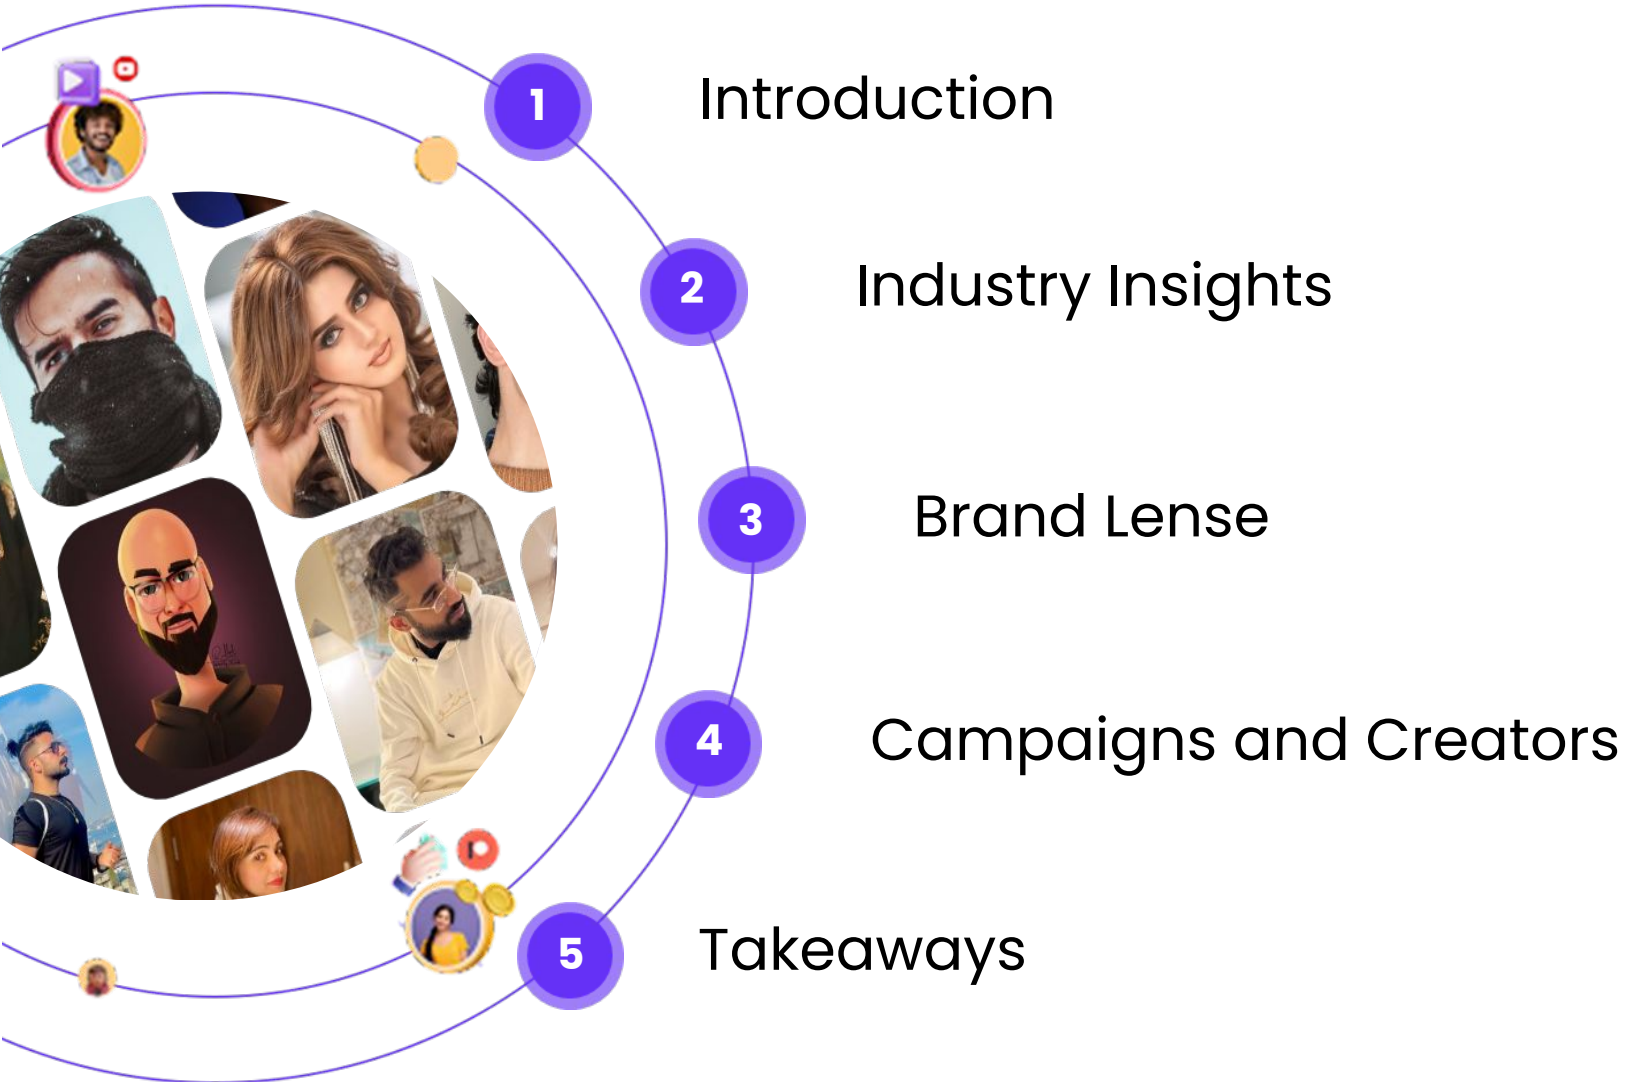 1 Introduction
2 Industry Insights
3 Brand Lense
4 Campaigns and Creators
5 Takeaways